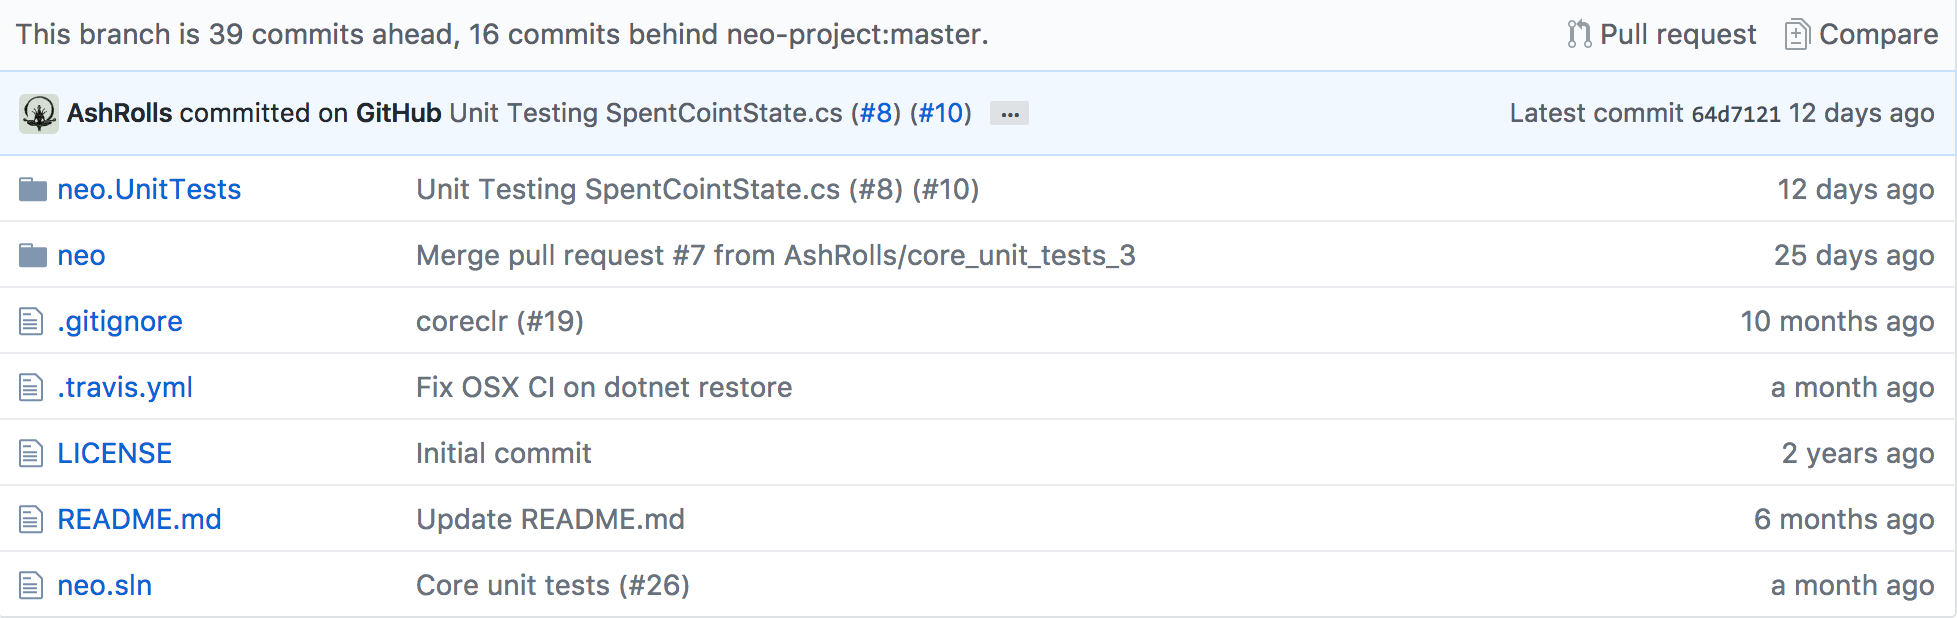 This branch is 39 commits ahead, 16 commits behind neo-project:master. Pull request Compare
AshRolls committed on GitHub Unit Testing SpentCointState.cs (#8) (#10) ... Latest commit 64d7121 12 days ago
neo.UnitTests Unit Testing SpentCointState.cs (#8) (#10) 12 days ago
neo Merge pull request #7 from AshRolls/core_unit_tests_3 25 days ago
.gitignore coreclr (#19) 10 months ago
.travis.yml Fix OSX CI on dotnet restore a month ago
LICENSE Initial commit 2 years ago
README.md Update README.md 6 months ago
neo.sln Core unit tests (#26) a month ago